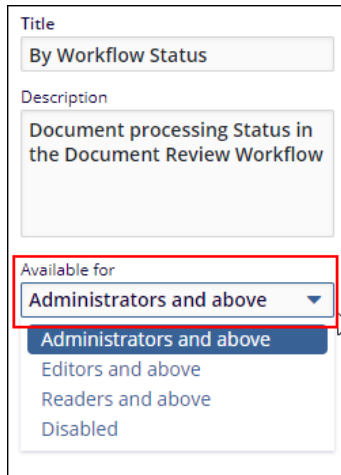 Title
By Workflow Status
Description
Document processing Status in
the Document Review Workflow
Available for
Administrators and above
Administrators and above
Editors and above
Readers and above
Disabled